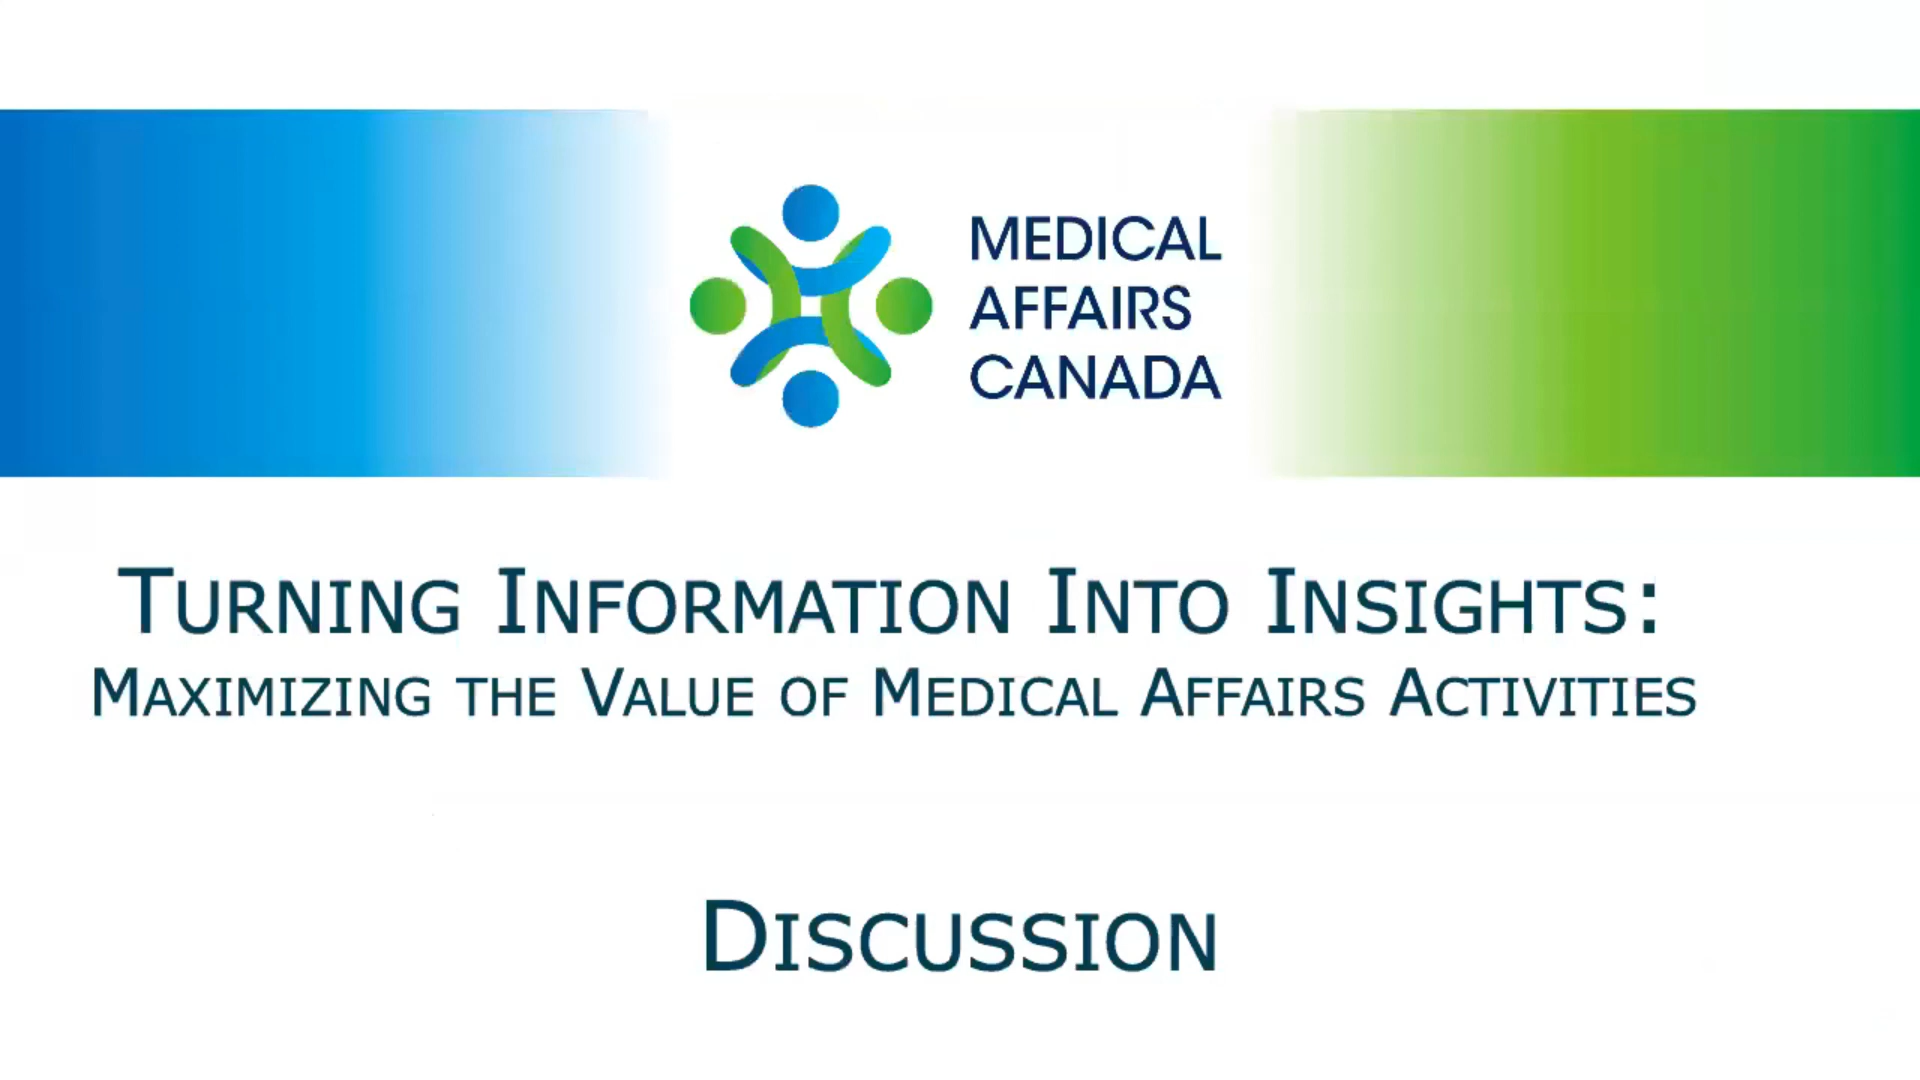 MEDICAL
AFFAIRS
CANADA
TURNING INFORMATION INTO INSIGHTS:
MAXIMIZING THE VALUE OF MEDICAL AFFAIRS ACTIVITIES
DISCUSSION